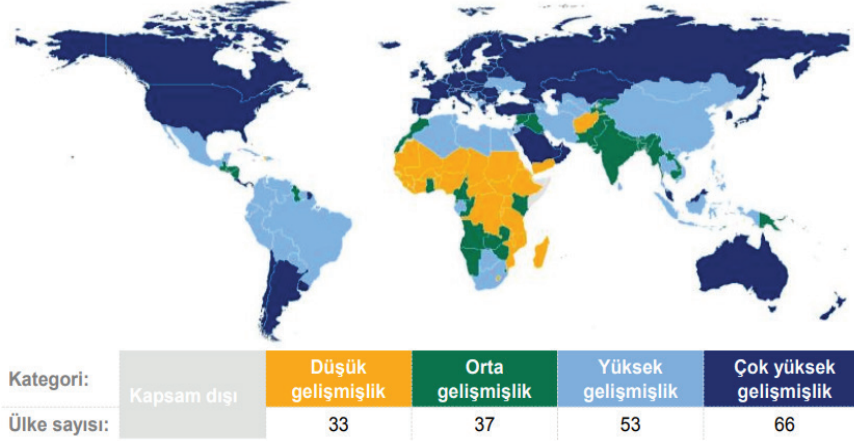 Kategori:
Kapsam dışı
Düşük
gelişmişlik
Orta
gelişmişlik
Yüksek
gelişmişlik
Çok yüksek
gelişmişlik
Ülke sayısı:
33
37
53
66